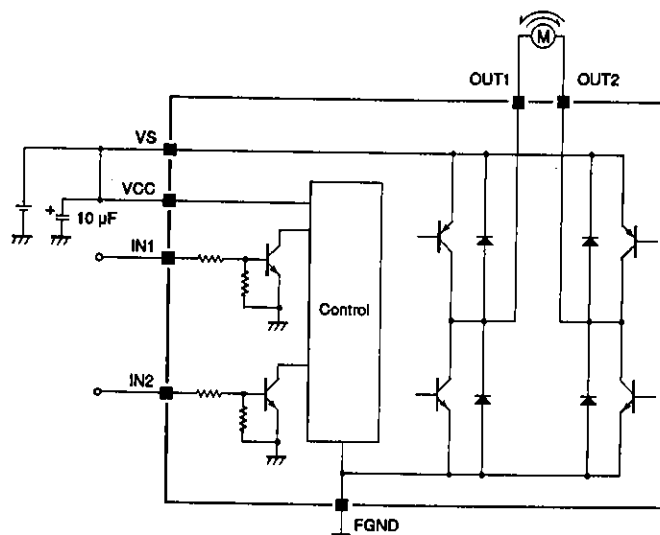 M
OUT1
OUT2
VS
VCC
+
10 µF
IN1
Control
IN2
FGND